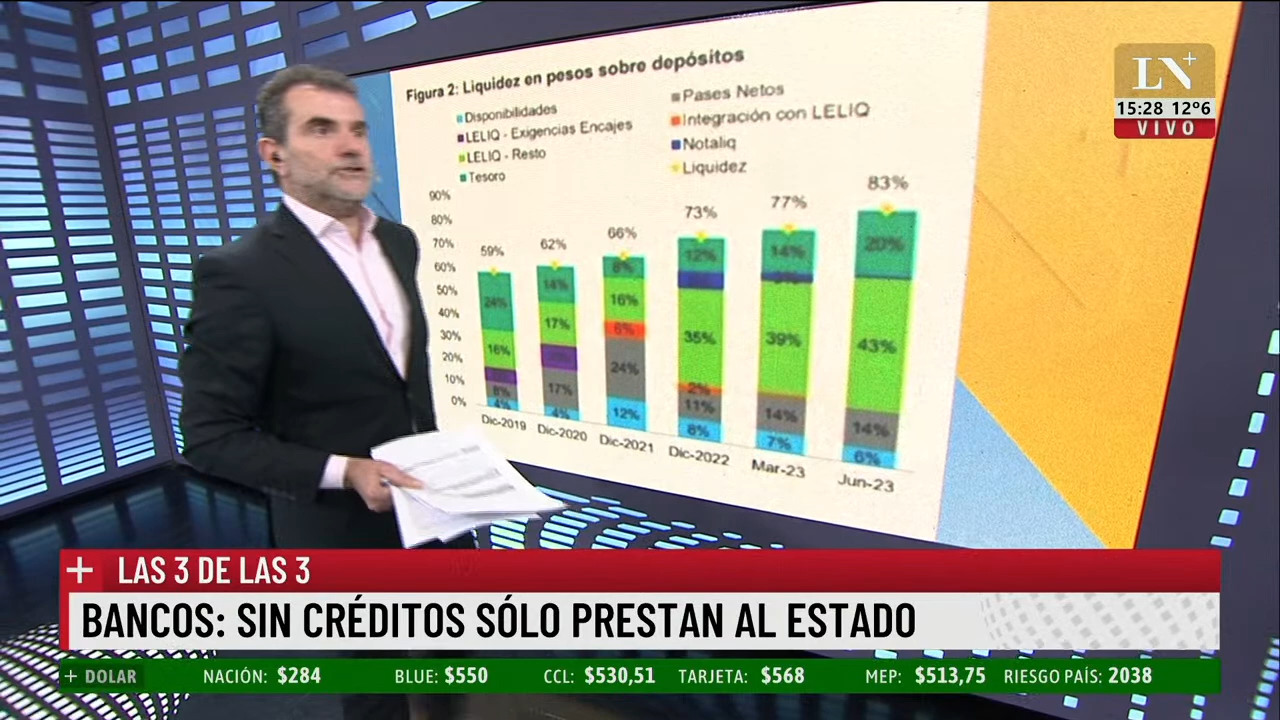 Figura 2: Liquidez en pesos sobre depósitos
Disponibilidades
LELIQ - Exigencias Encajes
LELIQ - Resto
Tesoro
Pases Netos
Integración con LELIQ
Notaliq
Liquidez
90%
80%
70%
60%
50%
40%
30%
20%
10%
0%
59%
24%
16%
8%
4%
Dic-2019
62%
14%
17%
17%
4%
Dic-2020
66%
8%
16%
6%
24%
12%
Dic-2021
73%
12%
35%
2%
11%
8%
Dic-2022
77%
14%
39%
14%
7%
Mar-23
83%
20%
43%
14%
6%
Jun-23
LN+
15:28 12°6
VIVO
+ LAS 3 DE LAS 3
BANCOS: SIN CRÉDITOS SÓLO PRESTAN AL ESTADO
+ DOLAR NACIÓN: $284 BLUE: $550 CCL: $530,51 TARJETA: $568 MEP: $513,75 RIESGO PAÍS: 2038